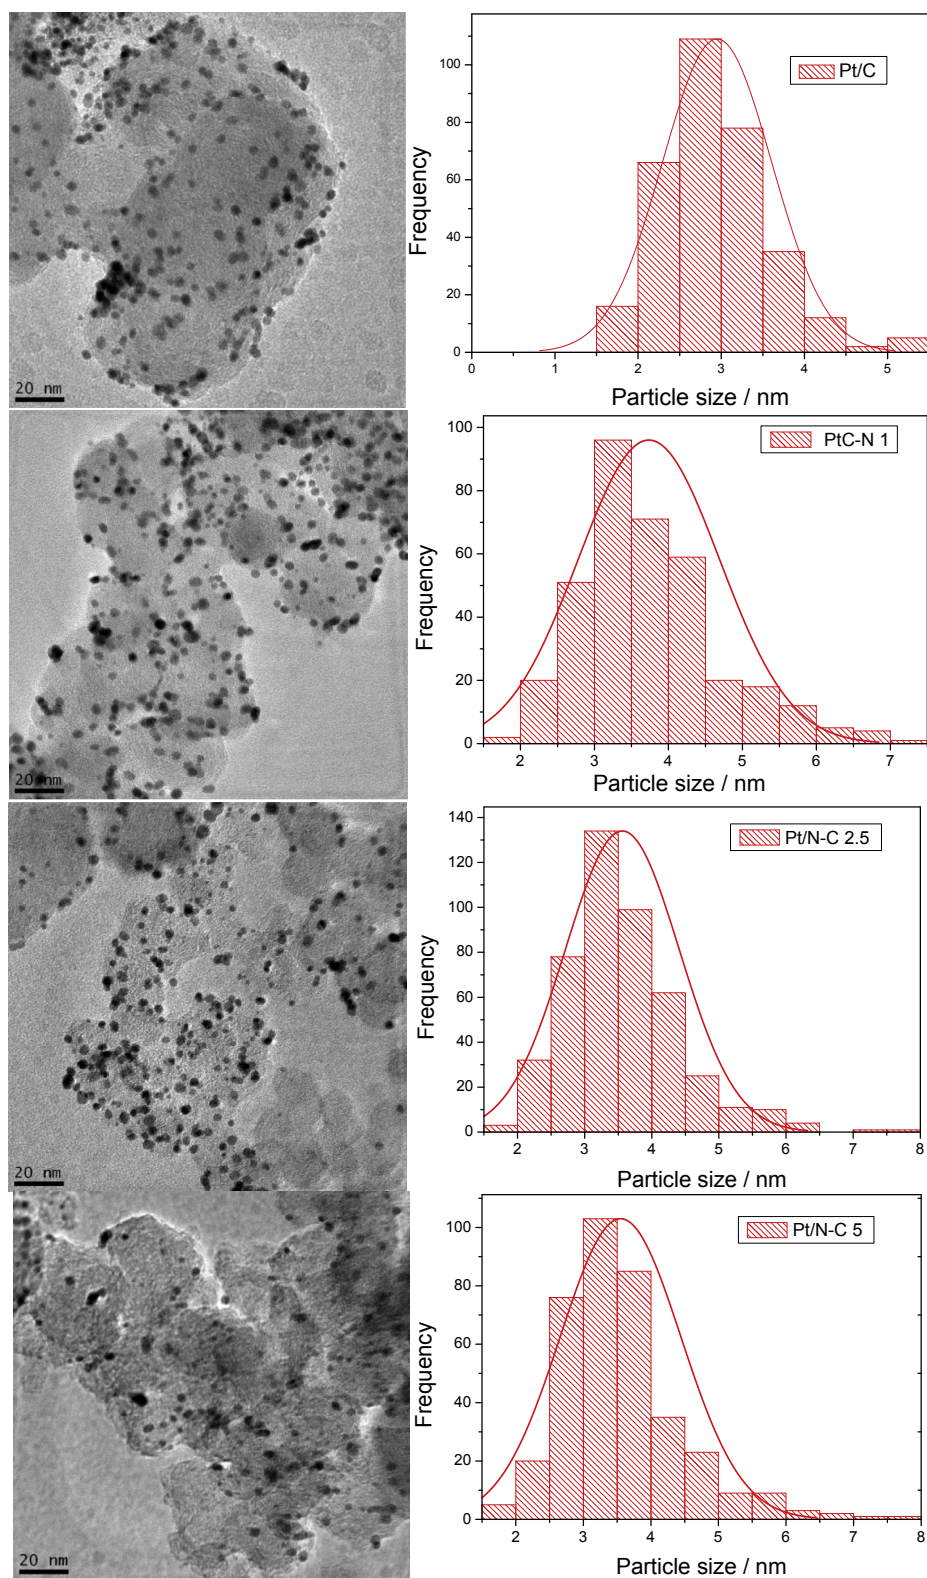 20 nm
100
80
60
40
20
0
Frequency
Pt/C
0 1 2 3 4 5
Particle size / nm
20 nm
100
80
60
40
20
0
Frequency
PtC-N 1
2 3 4 5 6 7
Particle size / nm
20 nm
140
120
100
80
60
40
20
0
Frequency
Pt/N-C 2.5
2 3 4 5 6 7 8
Particle size / nm
20 nm
100
80
60
40
20
0
Frequency
Pt/N-C 5
2 3 4 5 6 7 8
Particle size / nm